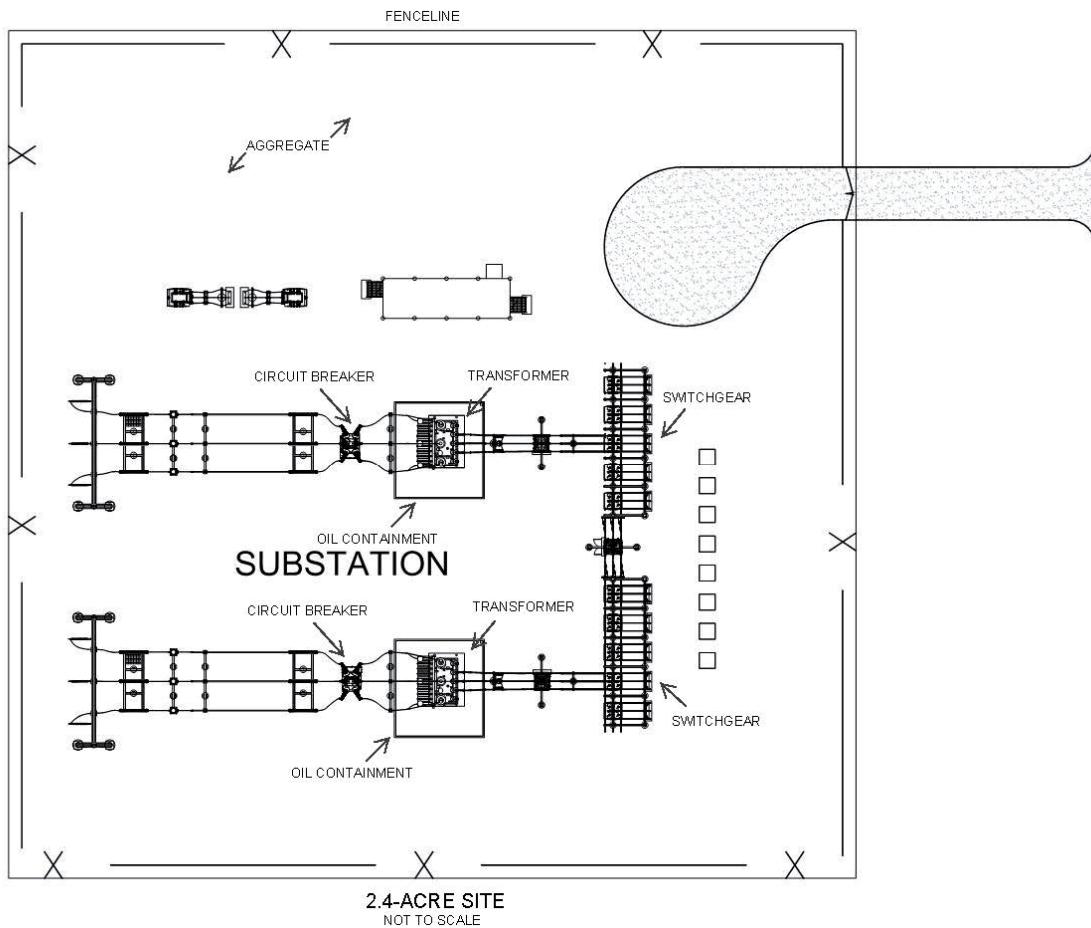 FENCELINE
AGGREGATE
CIRCUIT BREAKER
TRANSFORMER
SWITCHGEAR
OIL CONTAINMENT
SUBSTATION
CIRCUIT BREAKER
TRANSFORMER
SWITCHGEAR
OIL CONTAINMENT
2.4-ACRE SITE
NOT TO SCALE